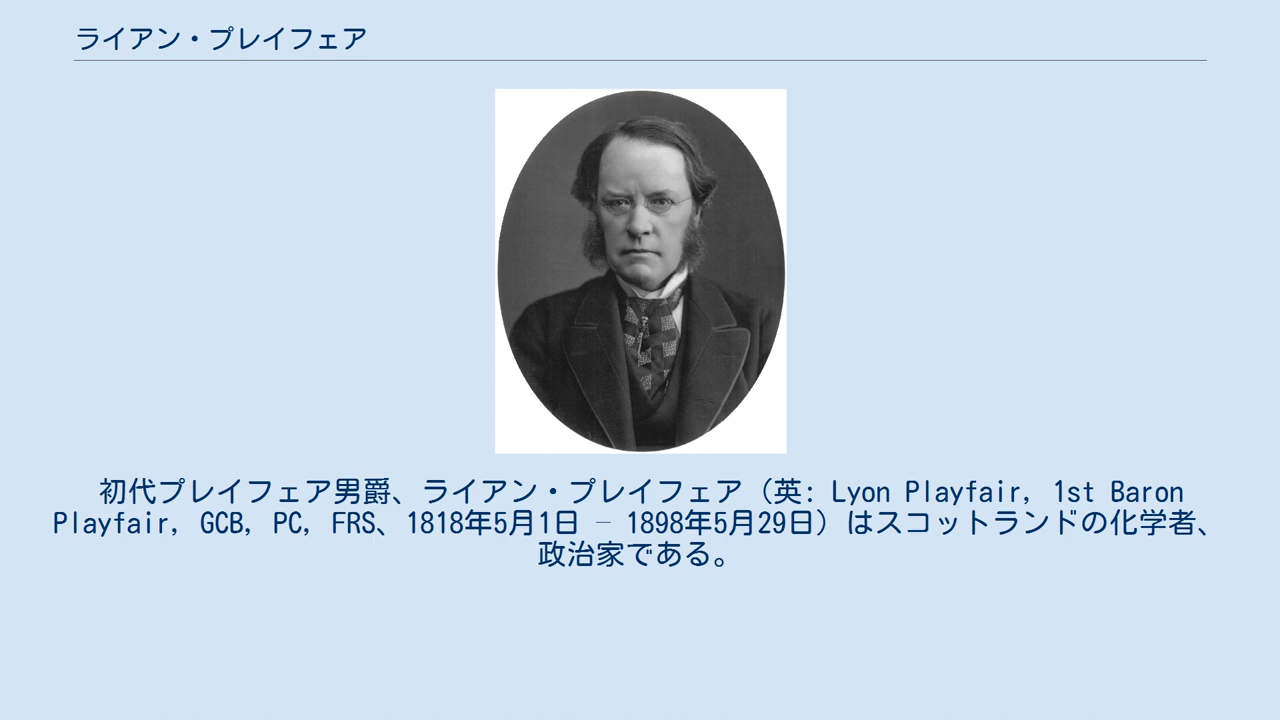 ライアン・プレイフェア
初代プレイフェア男爵、ライアン・プレイフェア（英: Lyon Playfair, 1st Baron
Playfair, GCB, PC, FRS、1818年5月1日 – 1898年5月29日）はスコットランドの化学者、
政治家である。